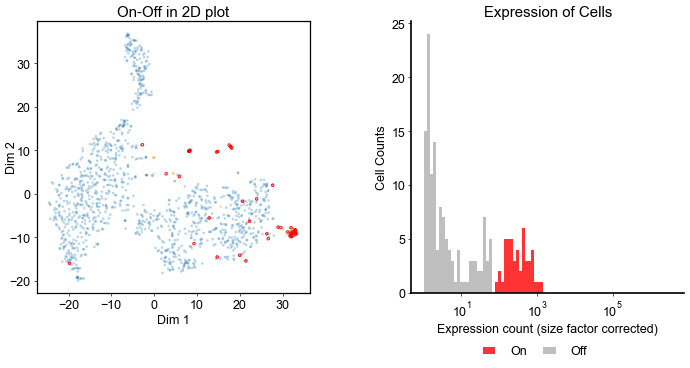 On-Off in 2D plot
Dim 2
30
20
10
0
−10
−20
−20 −10 0 10 20 30
Dim 1
Expression of Cells
Cell Counts
25
20
15
10
5
0
10^1 10^3 10^5
Expression count (size factor corrected)
On Off